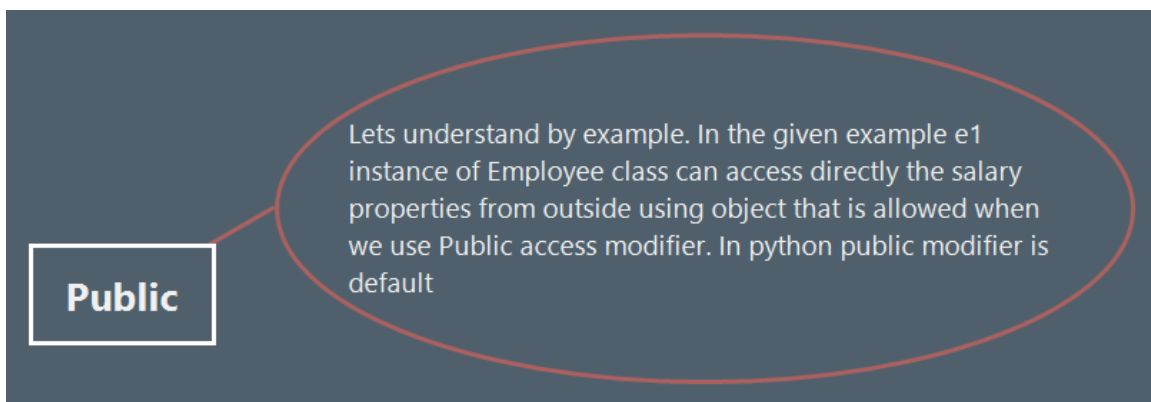 Lets understand by example. In the given example e1
instance of Employee class can access directly the salary
properties from outside using object that is allowed when
we use Public access modifier. In python public modifier is
default
Public